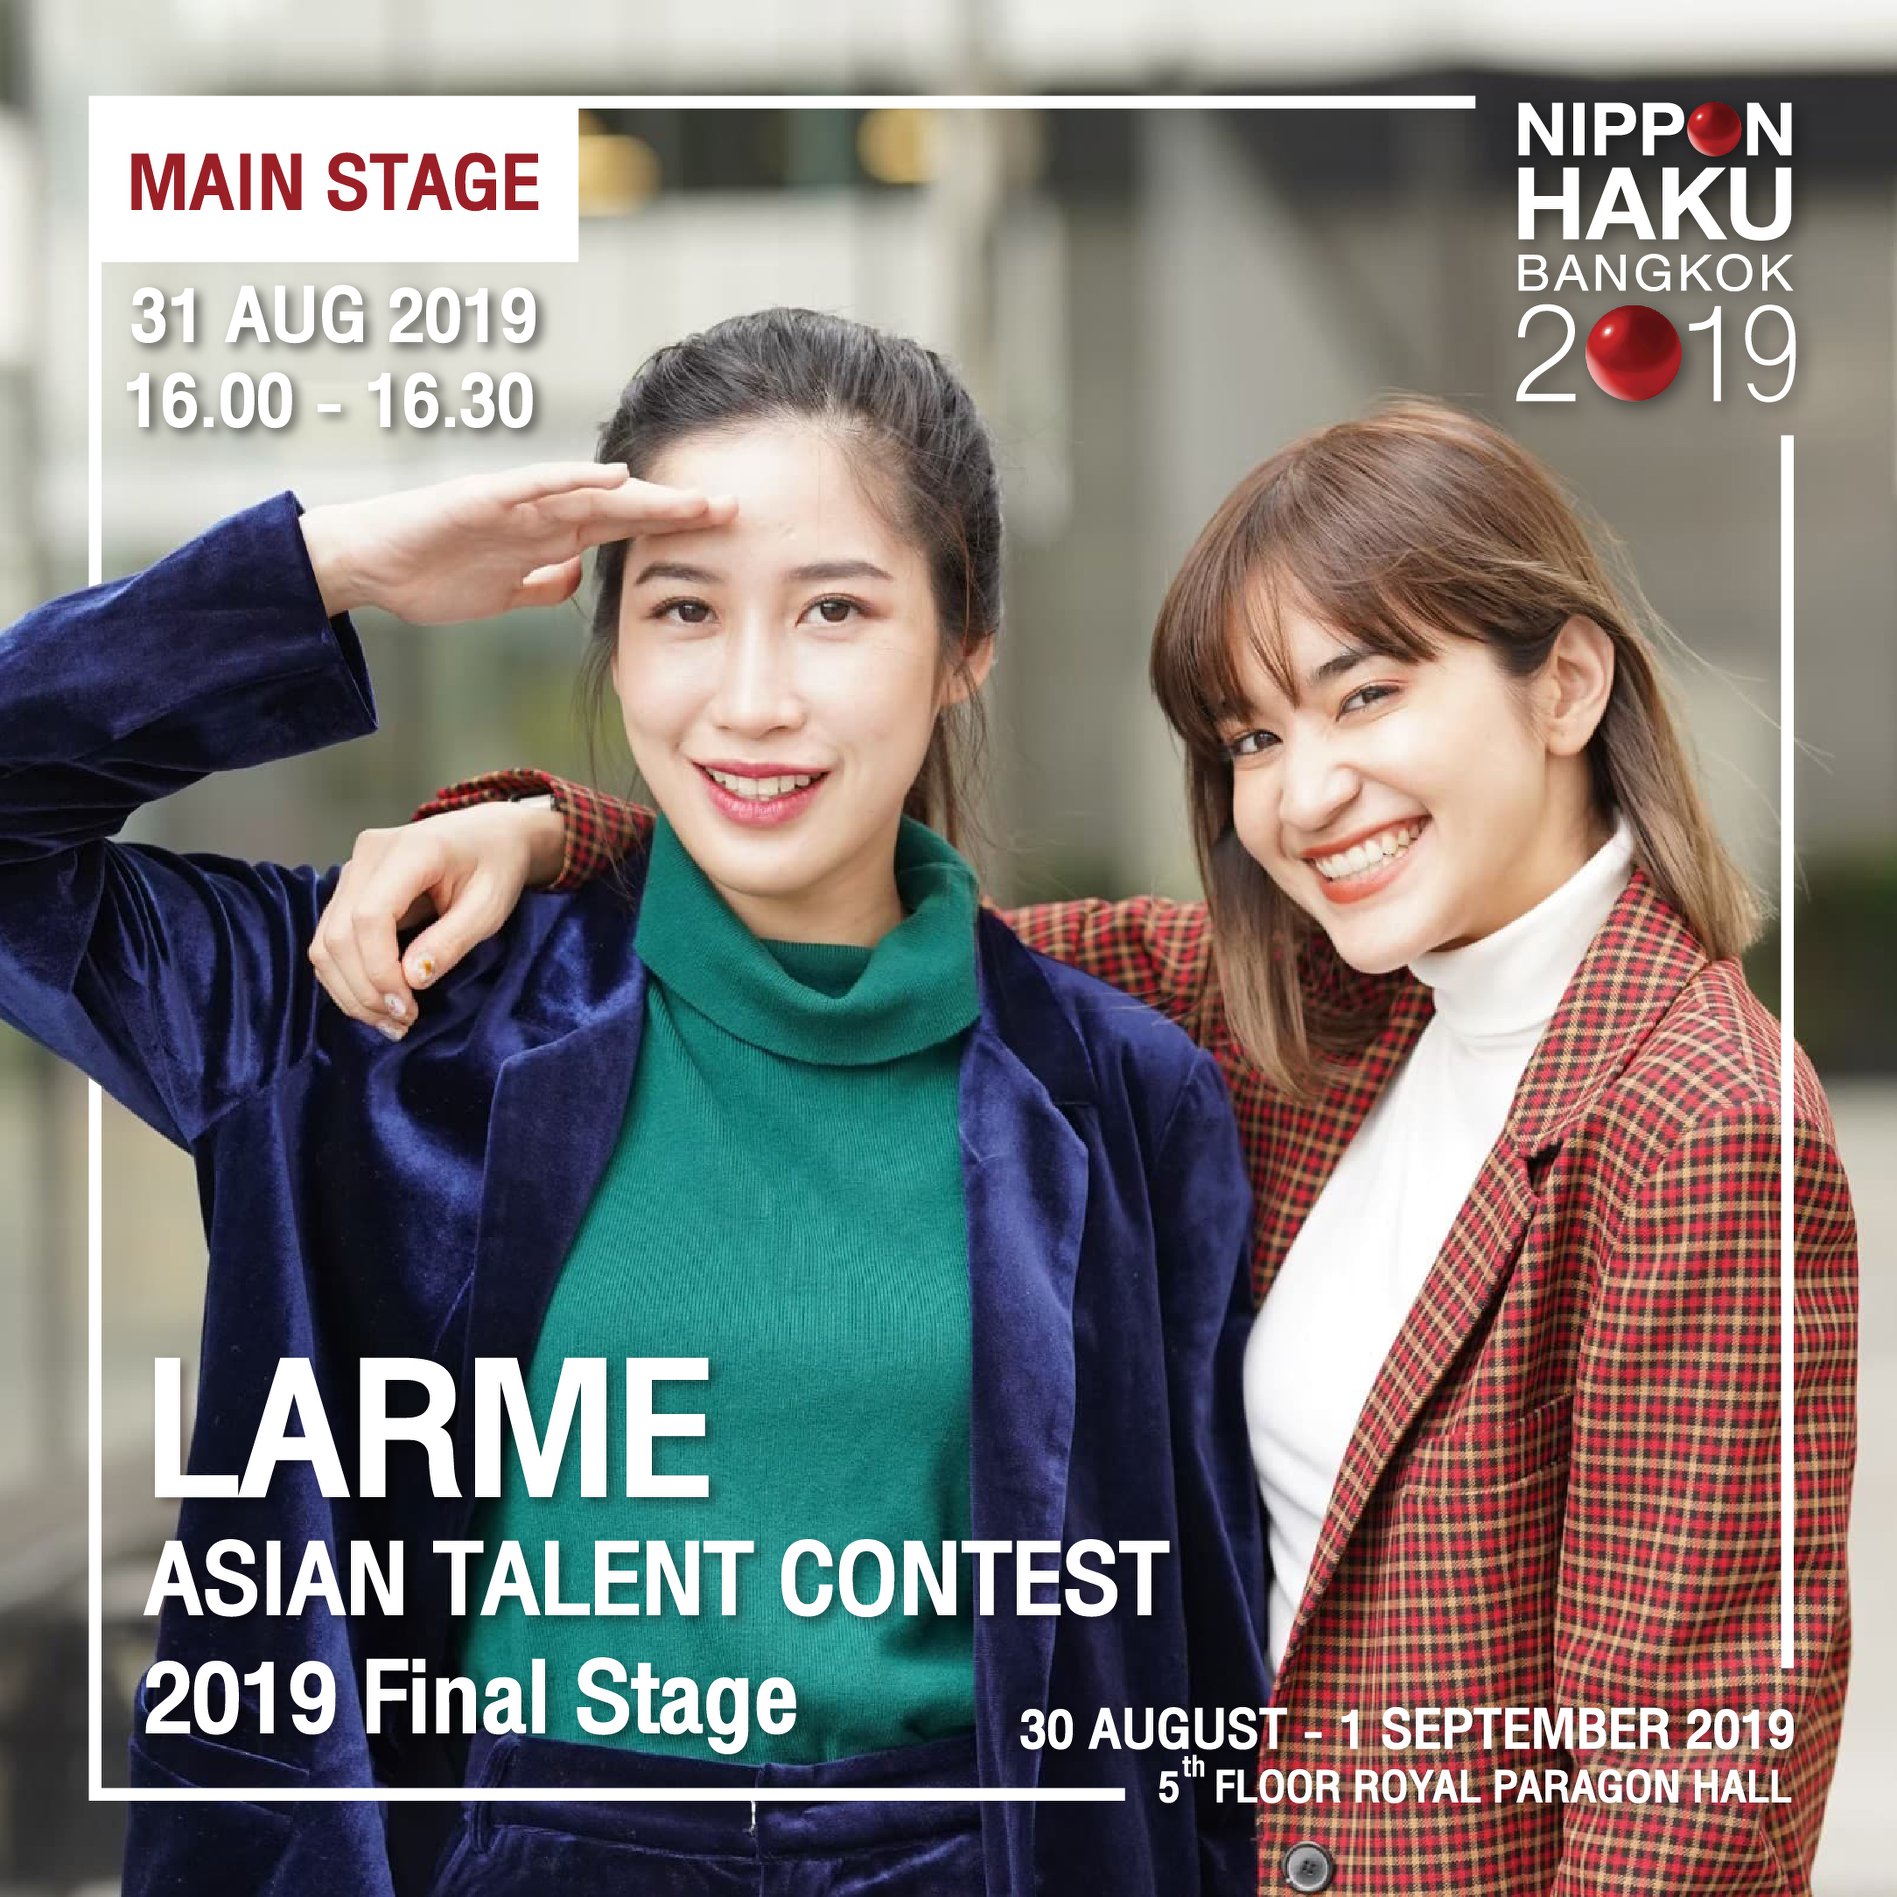 MAIN STAGE
31 AUG 2019
16.00 - 16.30
NIPPON
HAKU
BANGKOK
2019
LARME
ASIAN TALENT CONTEST
2019 Final Stage
30 AUGUST - 1 SEPTEMBER 2019
5th FLOOR ROYAL PARAGON HALL